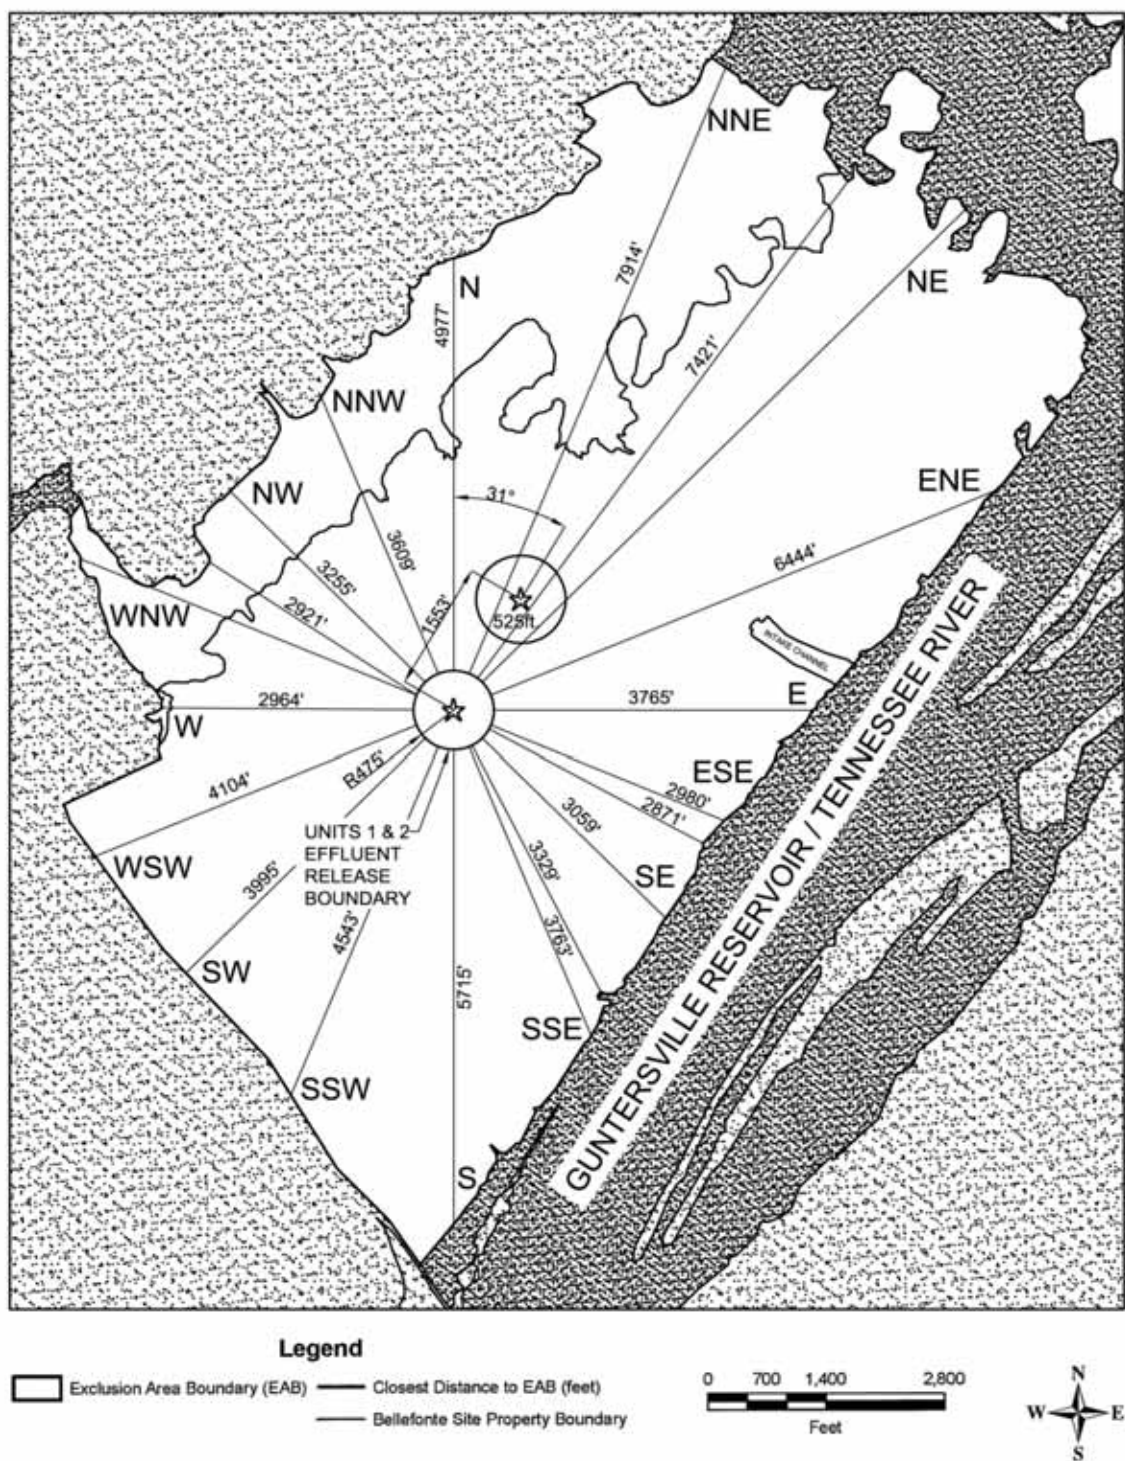 NNE
7914'
N
4977'
NE
7421'
NNW
NW
ENE
31°
3609'
6444'
3255'
1553'
525ft
2921'
WNW
INTAKE CHANNEL
2964'
3765'
E
W
R475'
ESE
4104'
2980'
2871'
3059'
UNITS 1 & 2
EFFLUENT
RELEASE
BOUNDARY
WSW
3995'
SE
3329'
4543'
3763'
SW
5715'
SSE
SSW
S
GUNTERSVILLE RESERVOIR / TENNESSEE RIVER
Legend
Exclusion Area Boundary (EAB)
Closest Distance to EAB (feet)
Bellefonte Site Property Boundary
0 700 1,400 2,800
Feet
N
W E
S